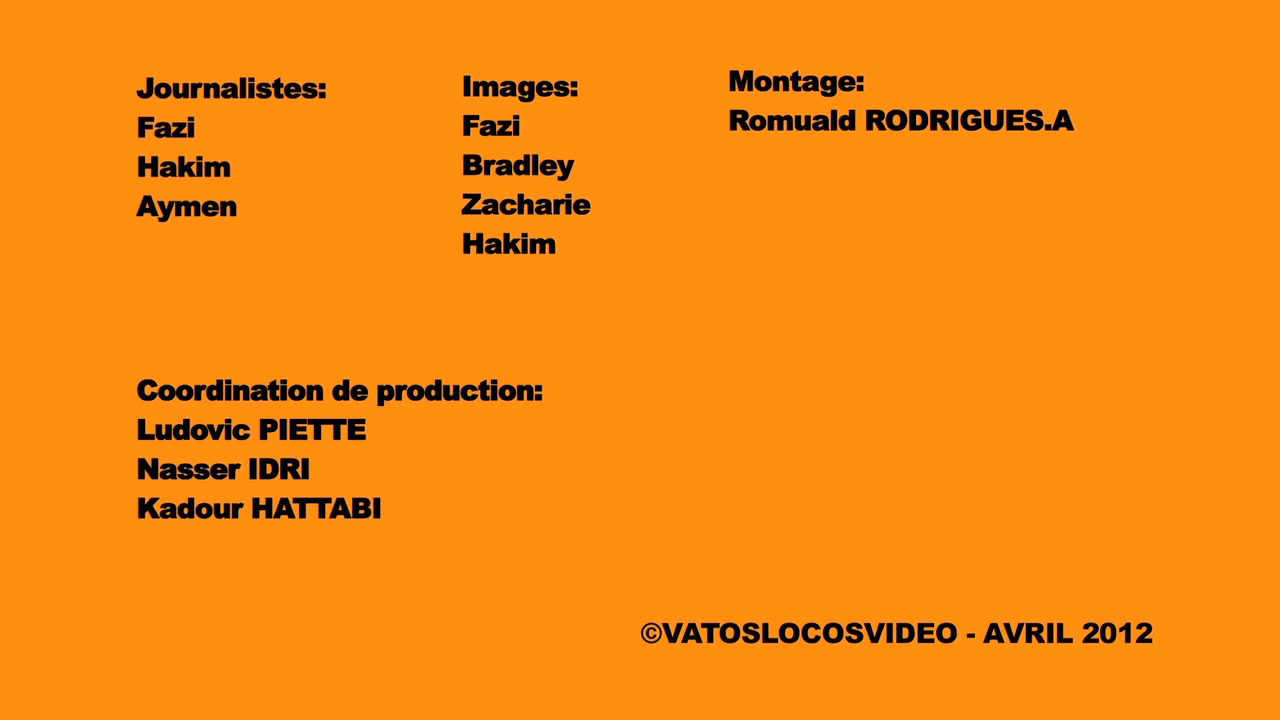 Journalistes:
Fazi
Hakim
Aymen
Images:
Fazi
Bradley
Zacharie
Hakim
Montage:
Romuald RODRIGUES.A
Coordination de production:
Ludovic PIETTE
Nasser IDRI
Kadour HATTABI
©VATOSLOCOSVIDEO - AVRIL 2012